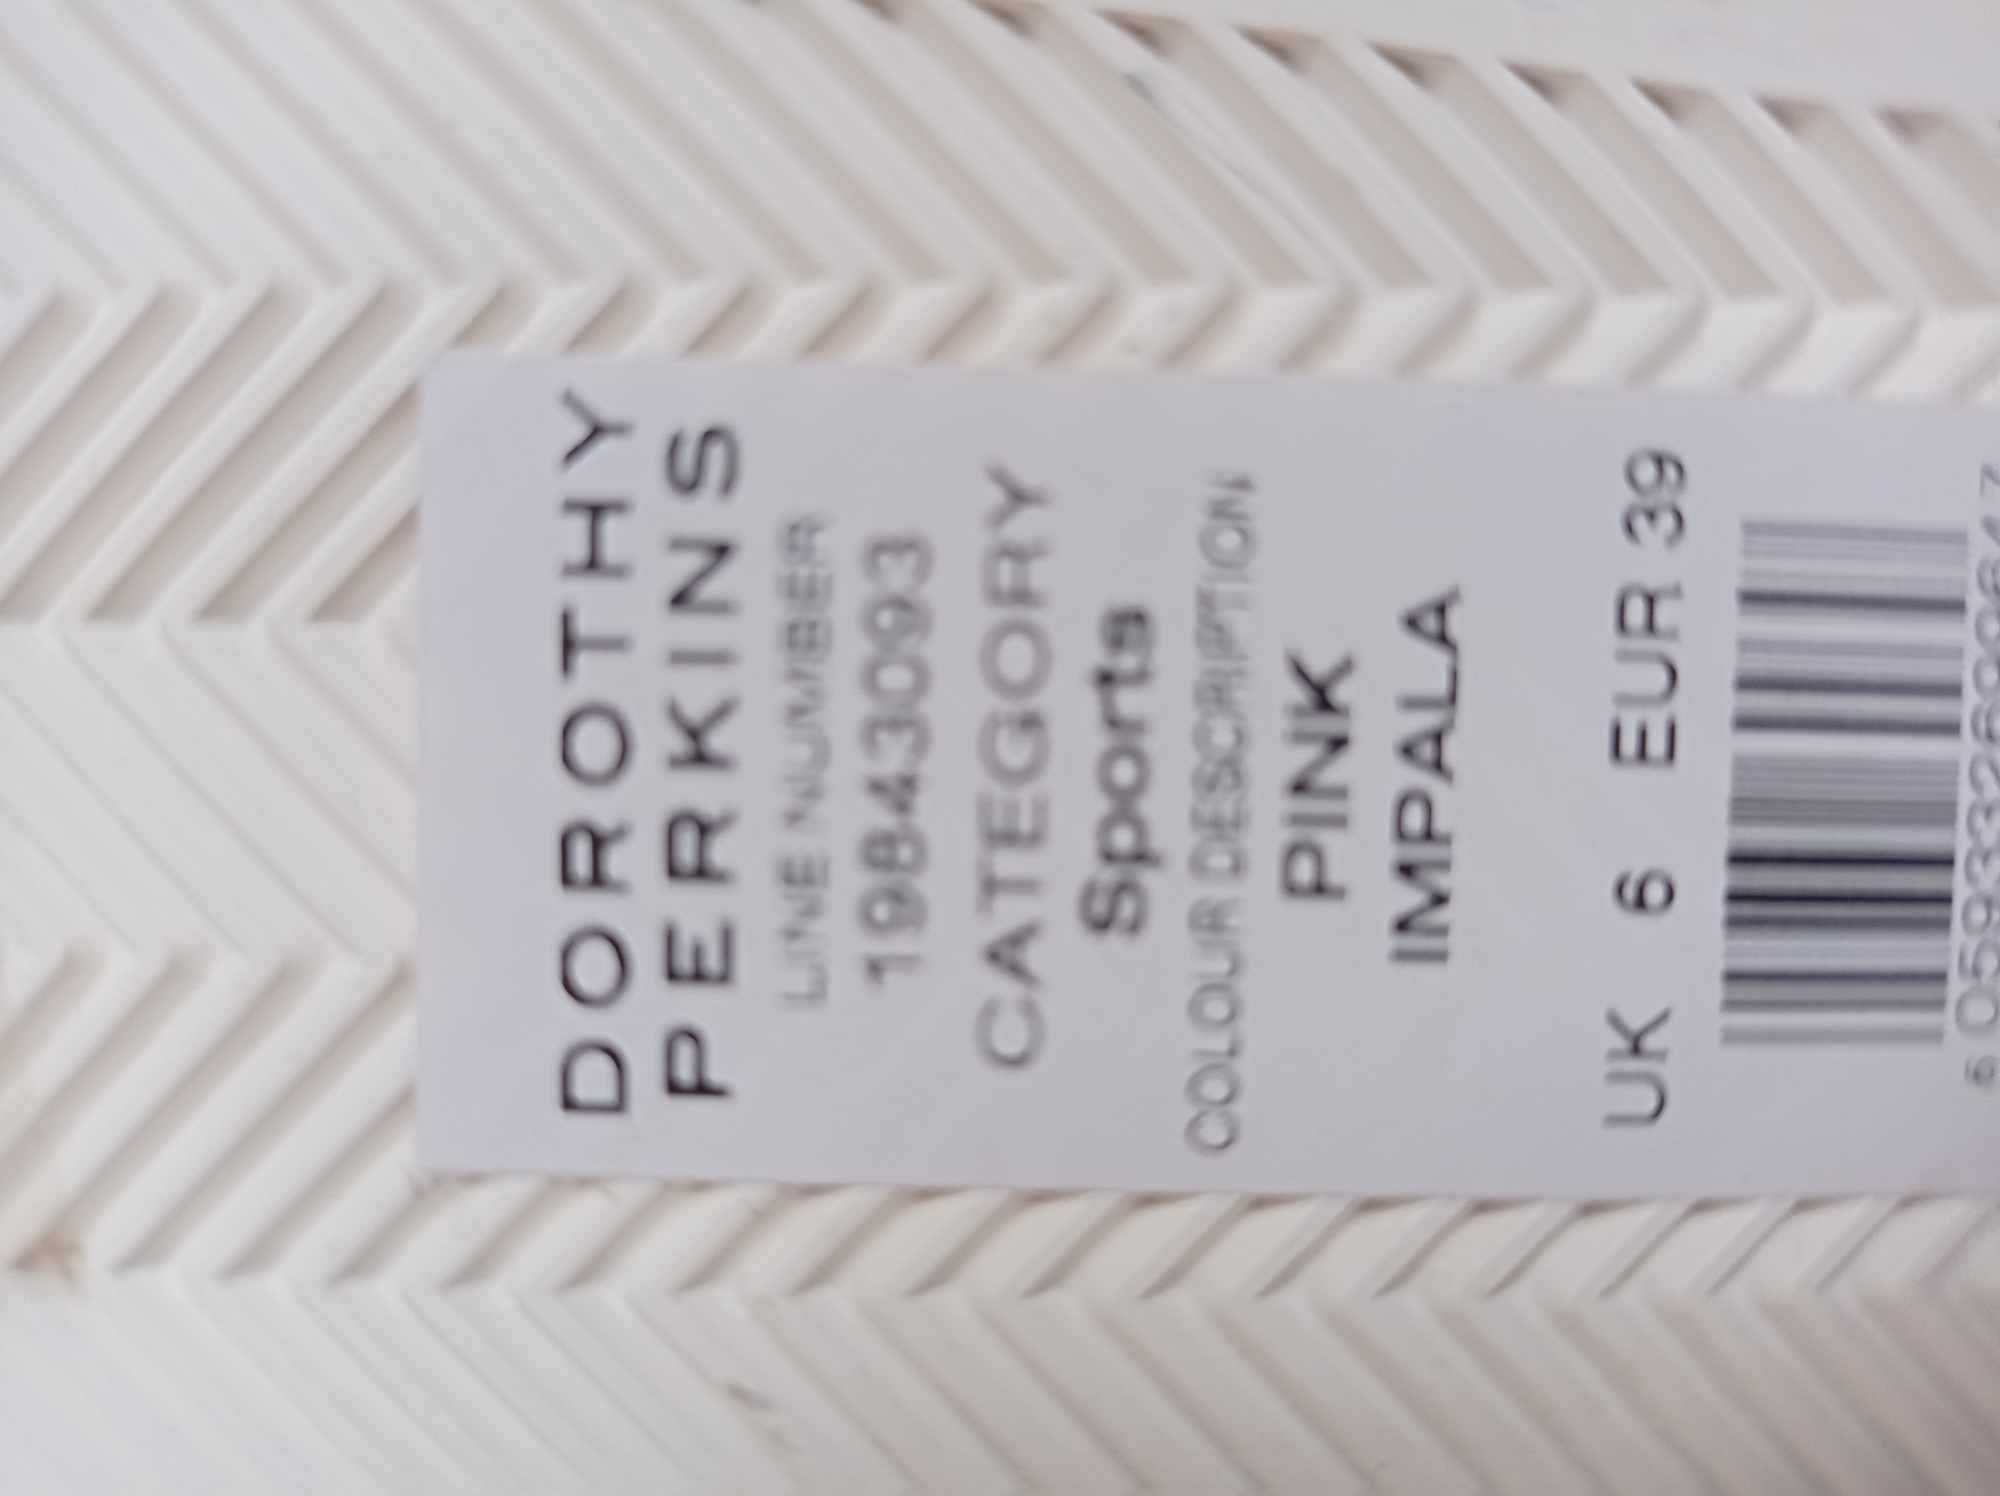 DOROTHY
PERKINS
LINE NUMBER
19843093
CATEGORY
Sports
COLOUR DESCRIPTION
PINK
IMPALA
UK 6 EUR 39